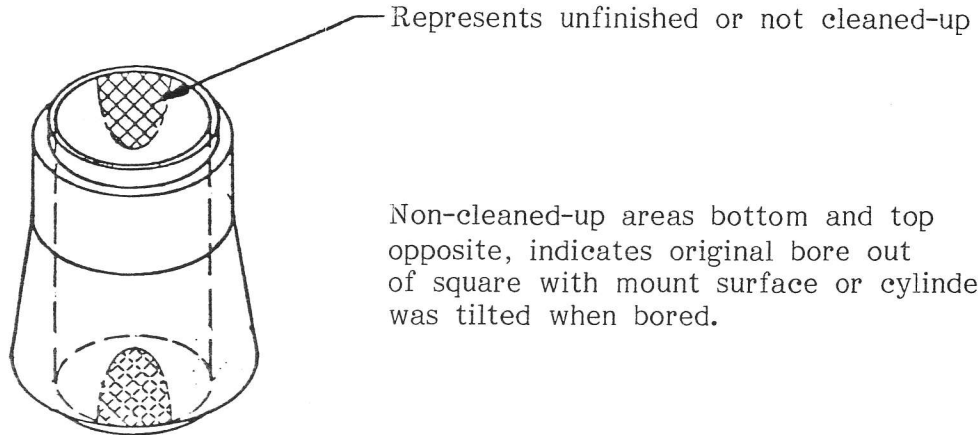 Represents unfinished or not cleaned-up
Non-cleaned-up areas bottom and top
opposite, indicates original bore out
of square with mount surface or cylinde
was tilted when bored.